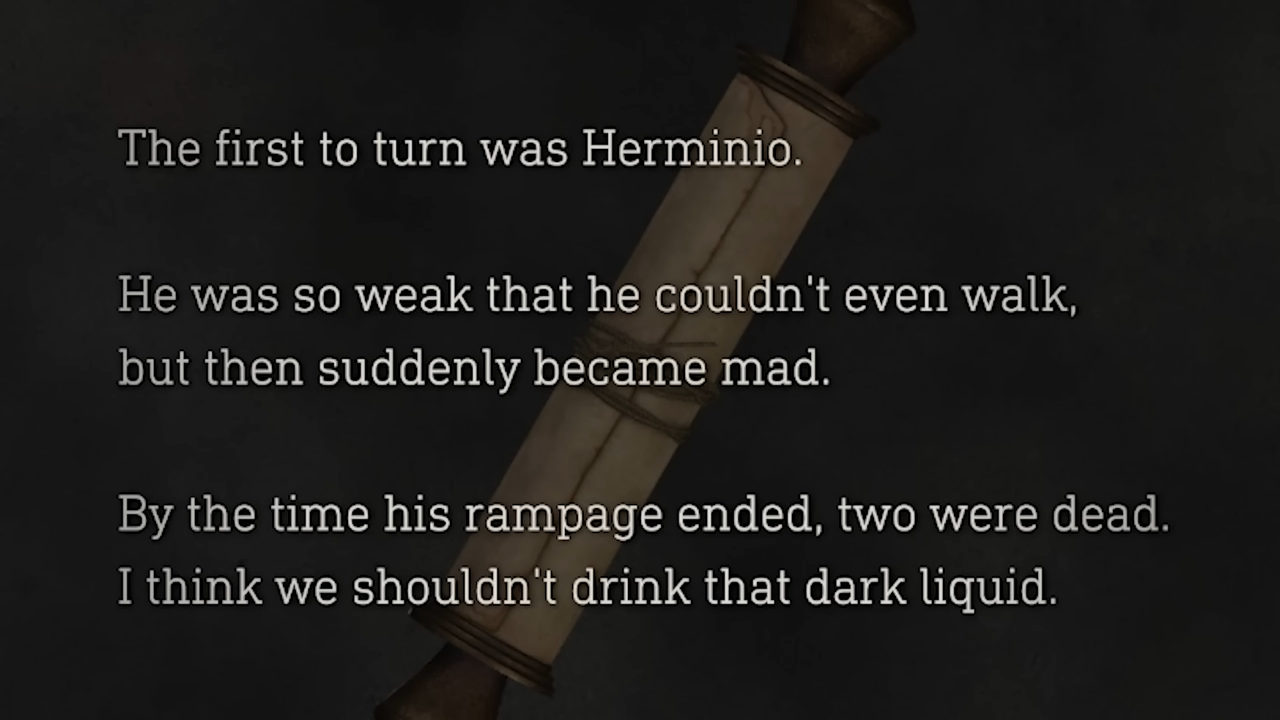 The first to turn was Herminio.
He was so weak that he couldn't even walk,
but then suddenly became mad.
By the time his rampage ended, two were dead.
I think we shouldn't drink that dark liquid.